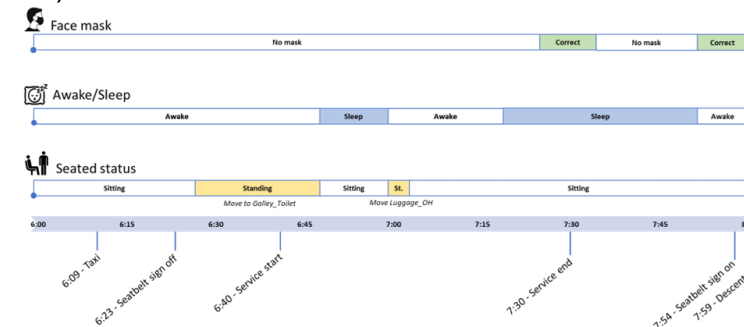 Face mask
No mask Correct No mask Correct
Awake/Sleep
Awake Sleep Awake Sleep Awake
Seated status
Sitting Standing Sitting St. Sitting
Move to Galley_Toilet Move Luggage_OH
6:00 6:15 6:30 6:45 7:00 7:15 7:30 7:45
6:09 - Taxi
6:23 - Seatbelt sign off
6:40 - Service start
7:30 - Service end
7:54 - Seatbelt sign on
7:59 - Descent